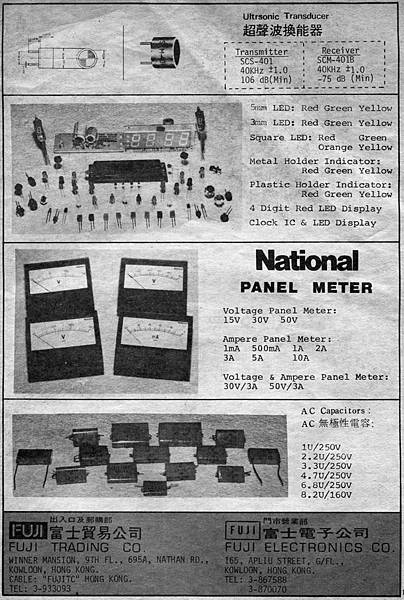 Ultrsonic Transducer
超聲波換能器
Transmitter
SCS-401
40KHz ±1.0
106 dB(Min)
Receiver
SCM-401B
40KHz ±1.0
-75 dB (Min)
5mm LED: Red Green Yellow
3mm LED: Red Green Yellow
Square LED: Red Green
Orange Yellow
Metal Holder Indicator:
Red Green Yellow
Plastic Holder Indicator:
Red Green Yellow
4 Digit Red LED Display
Clock IC & LED Display
National
PANEL METER
Voltage Panel Meter:
15V 30V 50V
Ampere Panel Meter:
1mA 500mA 1A 2A
3A 5A 10A
Voltage & Ampere Panel Meter:
30V/3A 50V/3A
V
V
V
mA
AC Capacitors:
AC 無極性電容:
1U/250V
2.2U/250V
3.3U/250V
4.7U/250V
6.8U/250V
8.2U/160V
出入口及郵購部
FUJI 富士貿易公司
FUJI TRADING CO.
WINNER MANSION, 9TH FL., 695A, NATHAN RD.,
KOWLOON, HONG KONG.
CABLE: "FUJITC" HONG KONG.
TEL: 3-933093
門市營業部
FUJI 富士電子公司
FUJI ELECTRONICS CO.
165, APLIU STREET, G/FL.,
KOWLOON, HONG KONG.
TEL: 3-867588
3-870070